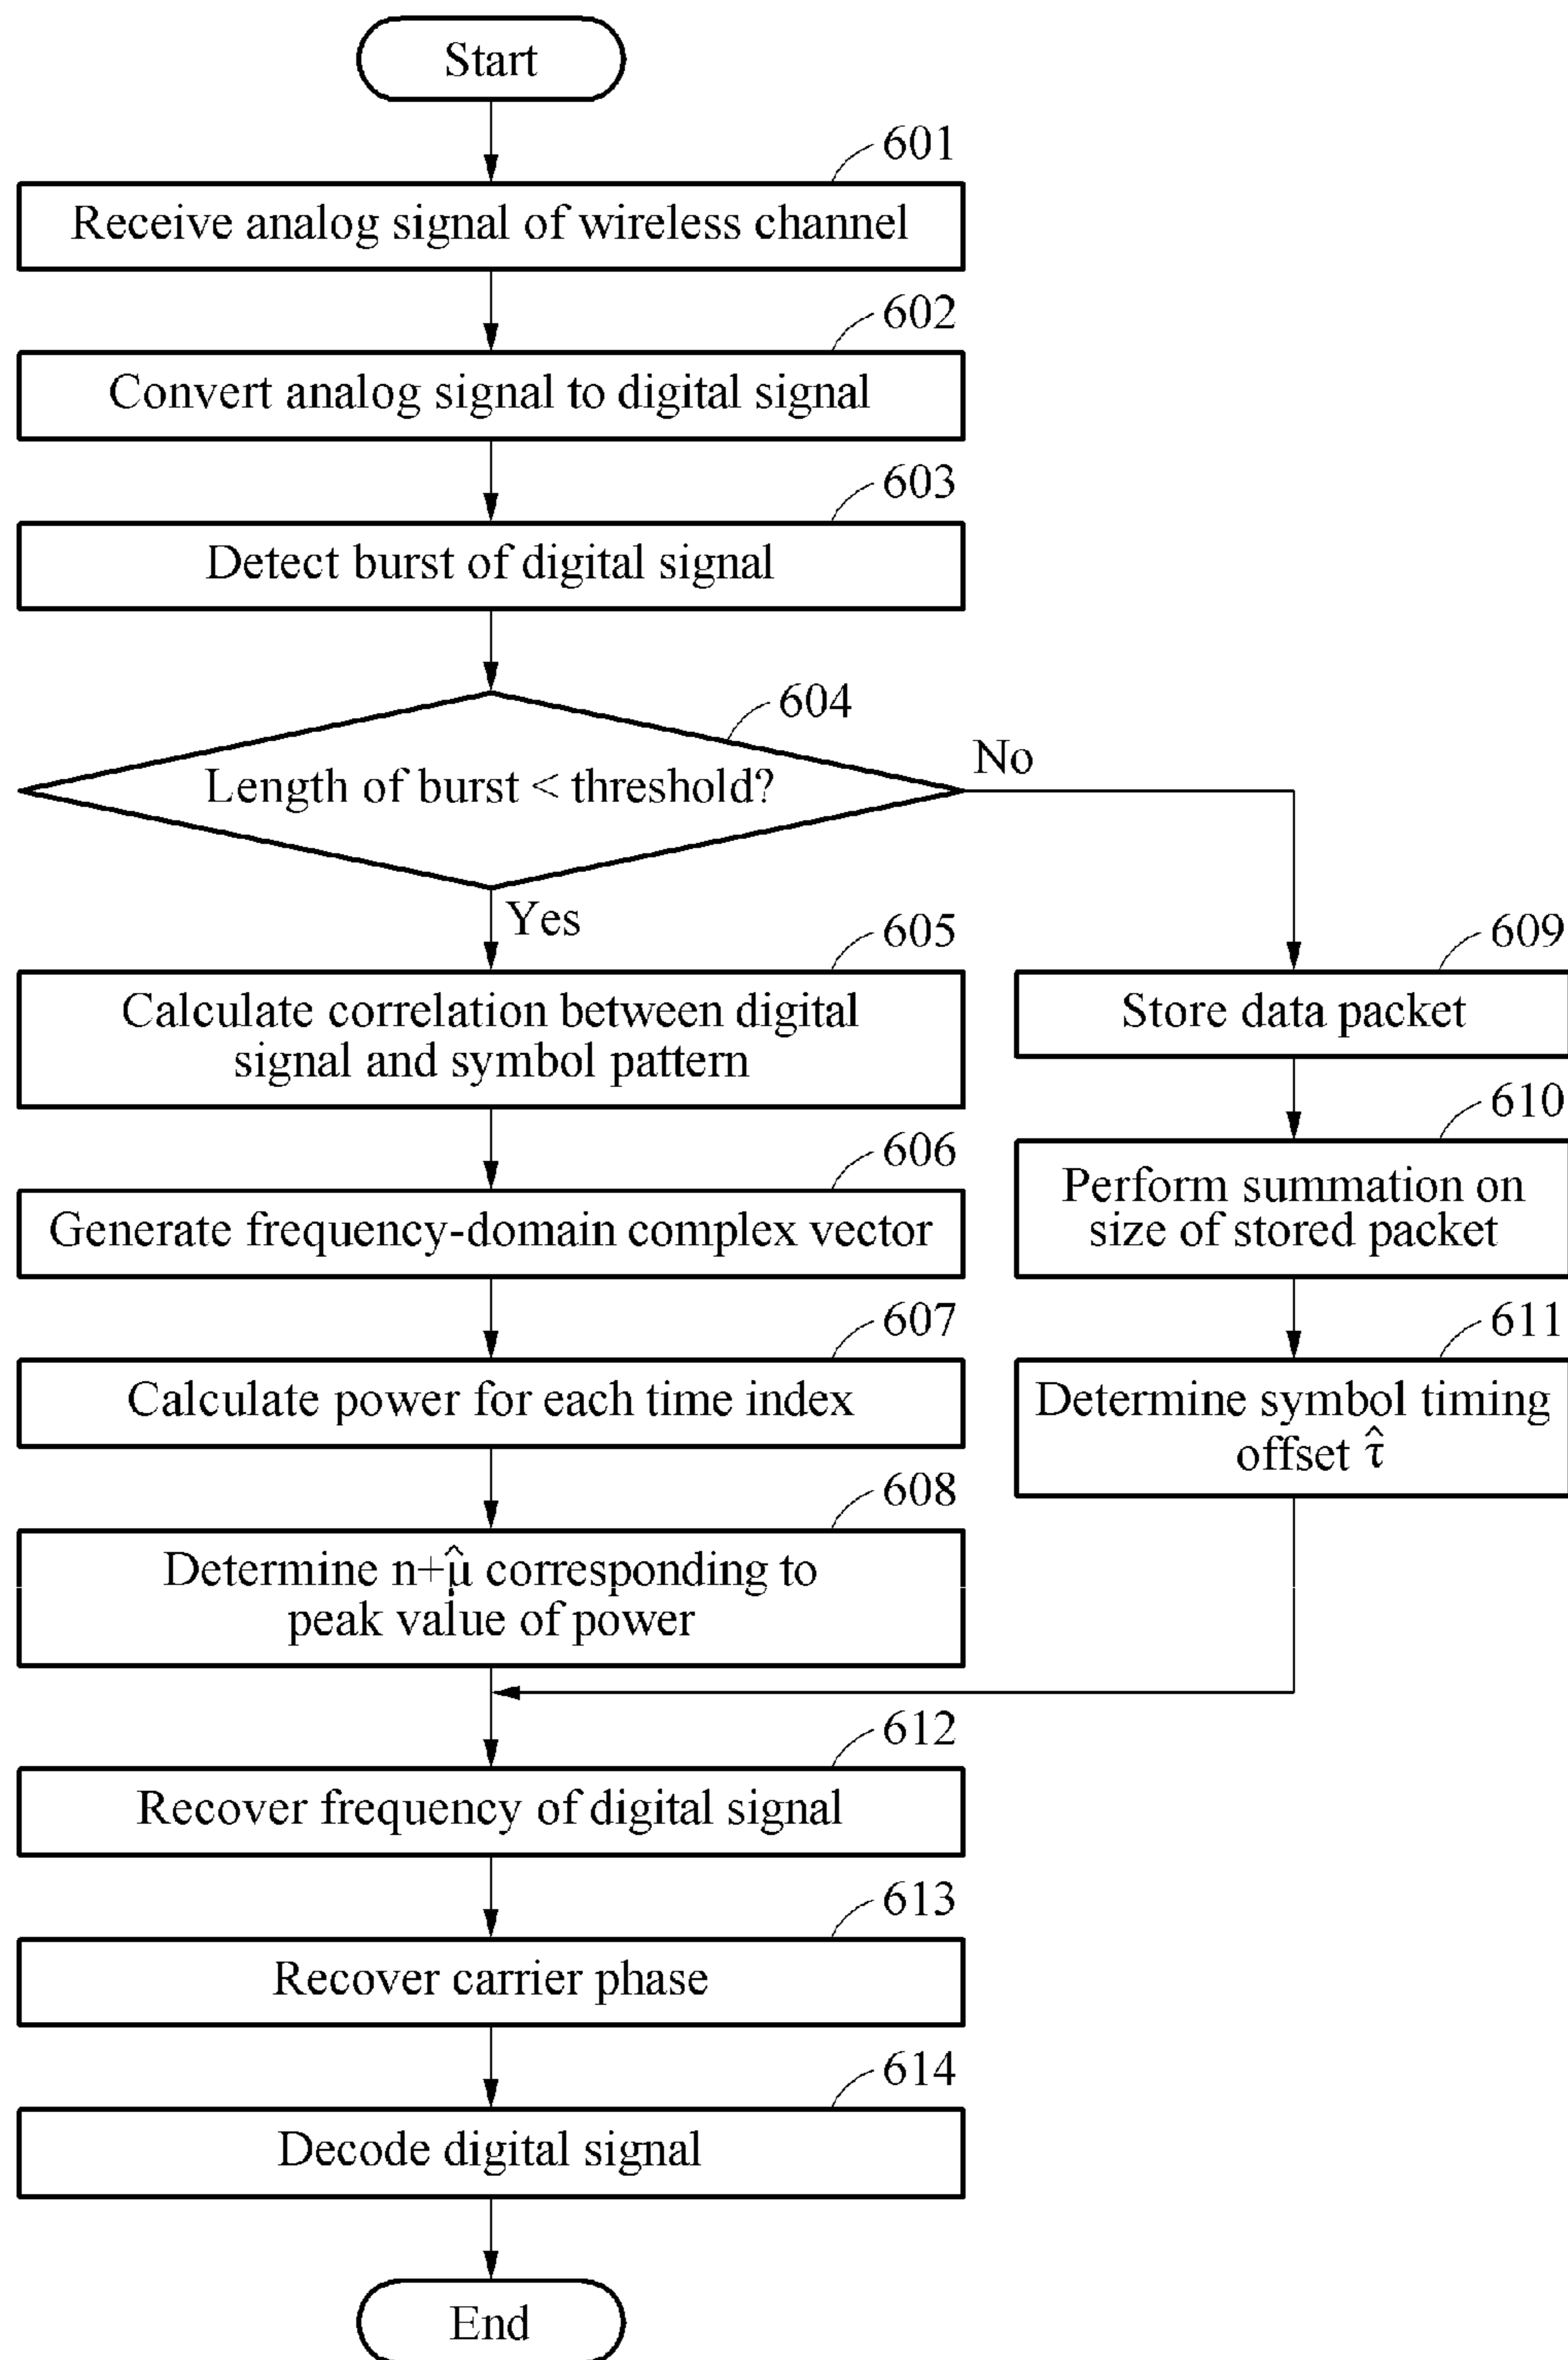 Start
601
Receive analog signal of wireless channel
602
Convert analog signal to digital signal
603
Detect burst of digital signal
604
Length of burst < threshold?
No
Yes
605
Calculate correlation between digital
signal and symbol pattern
606
Generate frequency-domain complex vector
607
Calculate power for each time index
608
Determine n+μ̂ corresponding to
peak value of power
609
Store data packet
610
Perform summation on
size of stored packet
611
Determine symbol timing
offset τ̂
612
Recover frequency of digital signal
613
Recover carrier phase
614
Decode digital signal
End